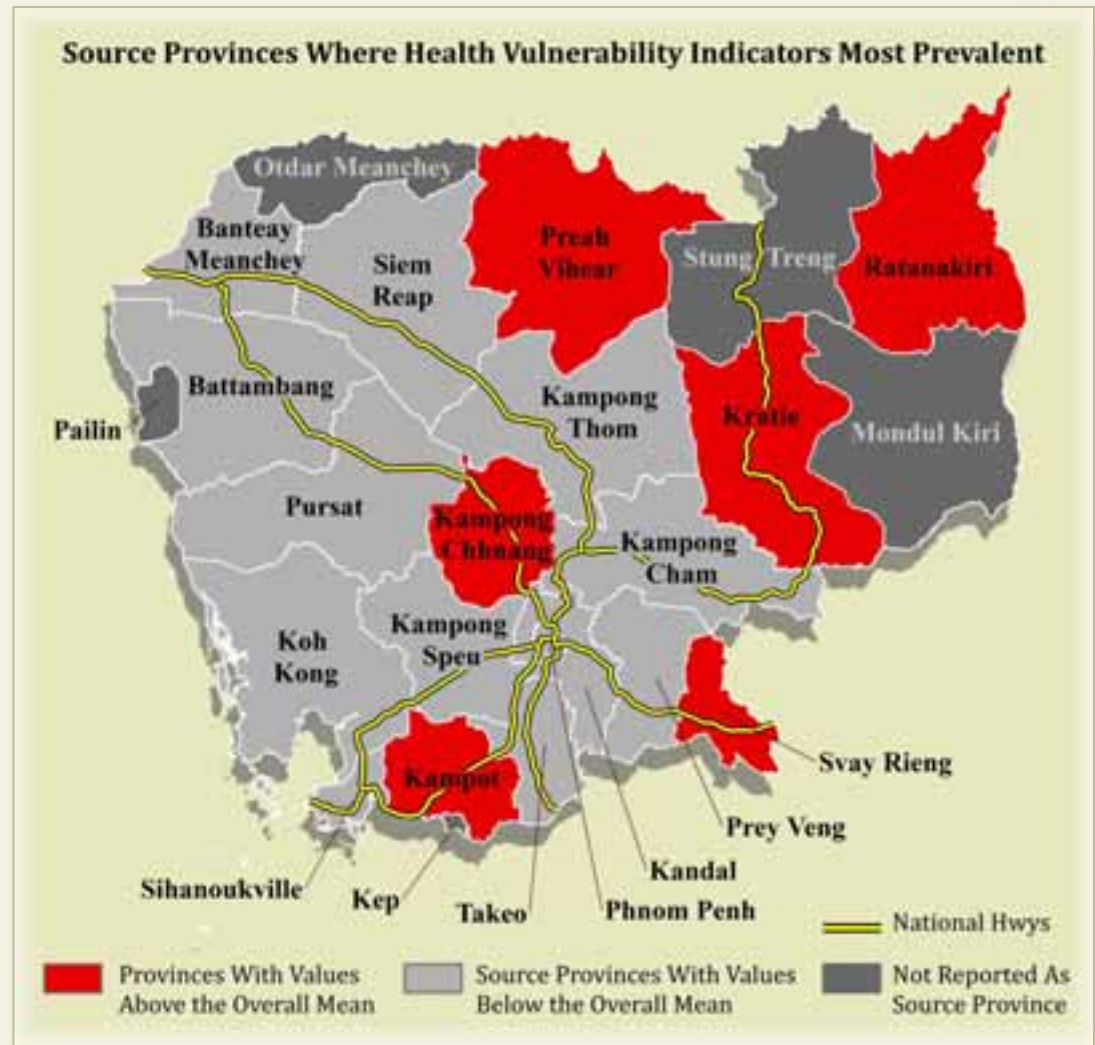 Source Provinces Where Health Vulnerability Indicators Most Prevalent
Otdar Meanchey
Banteay
Meanchey
Siem
Reap
Preah
Vihear
Stung Treng
Ratanakiri
Battambang
Pailin
Kampong
Thom
Kratie
Mondul Kiri
Pursat
Kampong
Chhnang
Kampong
Cham
Koh
Kong
Kampong
Speu
Kampot
Svay Rieng
Prey Veng
Kandal
Phnom Penh
Takeo
Kep
Sihanoukville
National Hwys
Provinces With Values
Above the Overall Mean
Source Provinces With Values
Below the Overall Mean
Not Reported As
Source Province